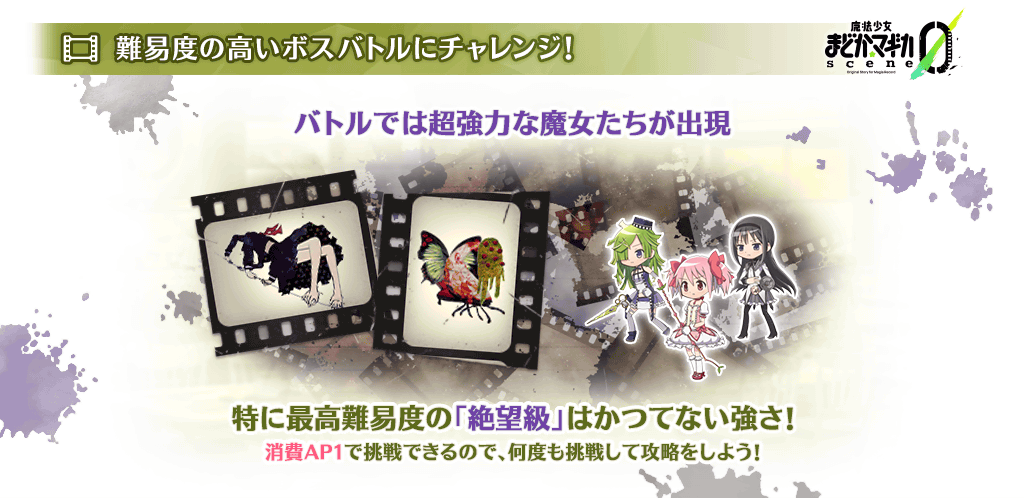 難易度の高いボスバトルにチャレンジ!
魔法少女
まどか☆マギカ
scene0
Original Story for Magia Record
バトルでは超強力な魔女たちが出現
特に最高難易度の「絶望級」はかつてない強さ!
消費AP1で挑戦できるので、何度も挑戦して攻略をしよう!